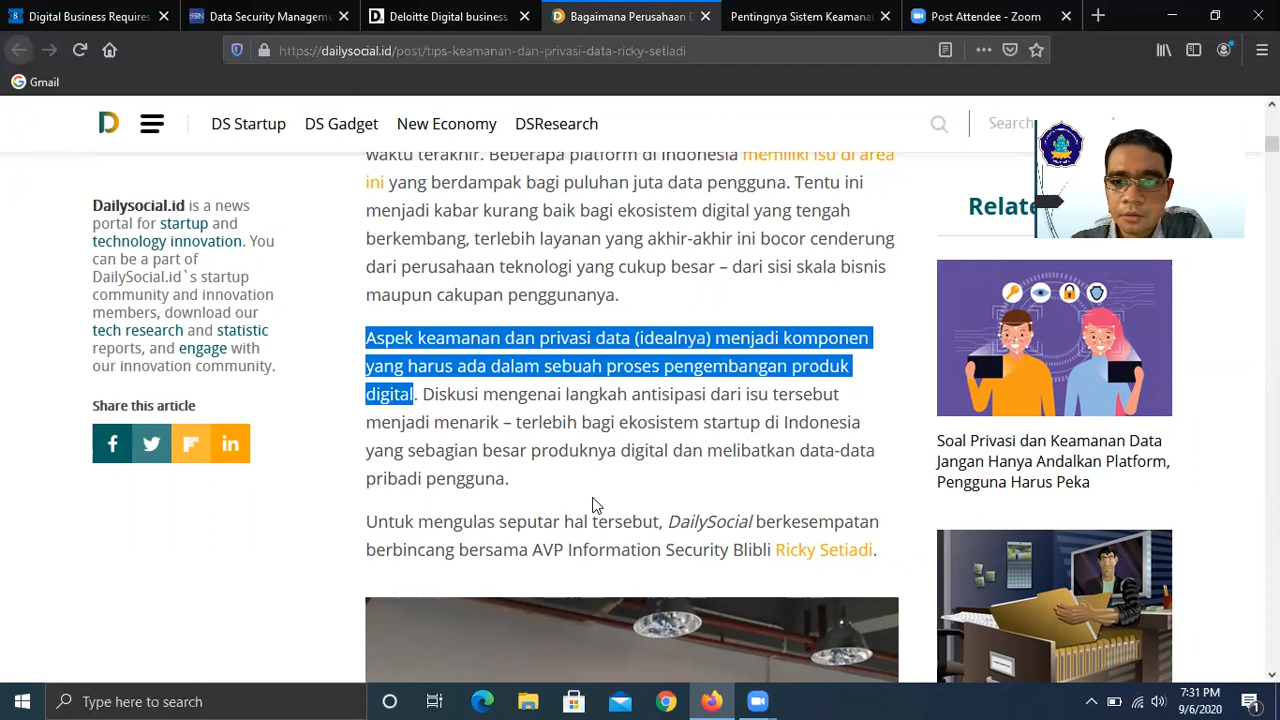 Digital Business Requires
Data Security Manageme
Deloitte Digital business
Bagaimana Perusahaan D
Pentingnya Sistem Keamanan
Post Attendee - Zoom
https://dailysocial.id/post/tips-keamanan-dan-privasi-data-ricky-setiadi
Gmail
DS Startup
DS Gadget
New Economy
DSResearch
Search
waktu terakhir. Beberapa platform di Indonesia memiliki isu di area
ini yang berdampak bagi puluhan juta data pengguna. Tentu ini
menjadi kabar kurang baik bagi ekosistem digital yang tengah
berkembang, terlebih layanan yang akhir-akhir ini bocor cenderung
dari perusahaan teknologi yang cukup besar – dari sisi skala bisnis
maupun cakupan penggunanya.
Aspek keamanan dan privasi data (idealnya) menjadi komponen
yang harus ada dalam sebuah proses pengembangan produk
digital. Diskusi mengenai langkah antisipasi dari isu tersebut
menjadi menarik – terlebih bagi ekosistem startup di Indonesia
yang sebagian besar produknya digital dan melibatkan data-data
pribadi pengguna.
Untuk mengulas seputar hal tersebut, DailySocial berkesempatan
berbincang bersama AVP Information Security Blibli Ricky Setiadi.
Dailysocial.id is a news
portal for startup and
technology innovation. You
can be a part of
DailySocial.id`s startup
community and innovation
members, download our
tech research and statistic
reports, and engage with
our innovation community.
Share this article
Relate
Soal Privasi dan Keamanan Data
Jangan Hanya Andalkan Platform,
Pengguna Harus Peka
Type here to search
7:31 PM
9/6/2020
1